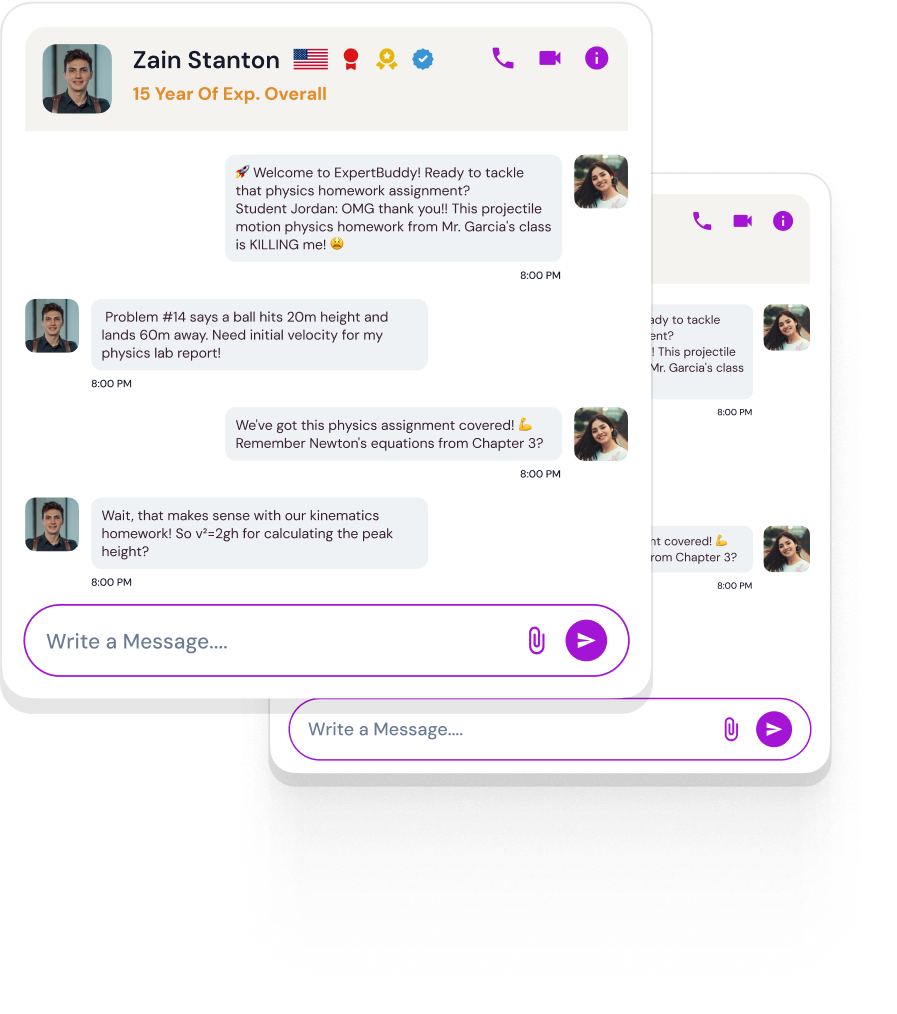 Zain Stanton
15 Year Of Exp. Overall
🚀 Welcome to ExpertBuddy! Ready to tackle
that physics homework assignment?
Student Jordan: OMG thank you!! This projectile
motion physics homework from Mr. Garcia's class
is KILLING me! 😫
8:00 PM
Problem #14 says a ball hits 20m height and
lands 60m away. Need initial velocity for my
physics lab report!
8:00 PM
We've got this physics assignment covered! 💪
Remember Newton's equations from Chapter 3?
8:00 PM
Wait, that makes sense with our kinematics
homework! So v²=2gh for calculating the peak
height?
8:00 PM
Write a Message....
to tackle
! This projectile
Mr. Garcia's class
8:00 PM
covered! 💪
from Chapter 3?
8:00 PM
Write a Message....